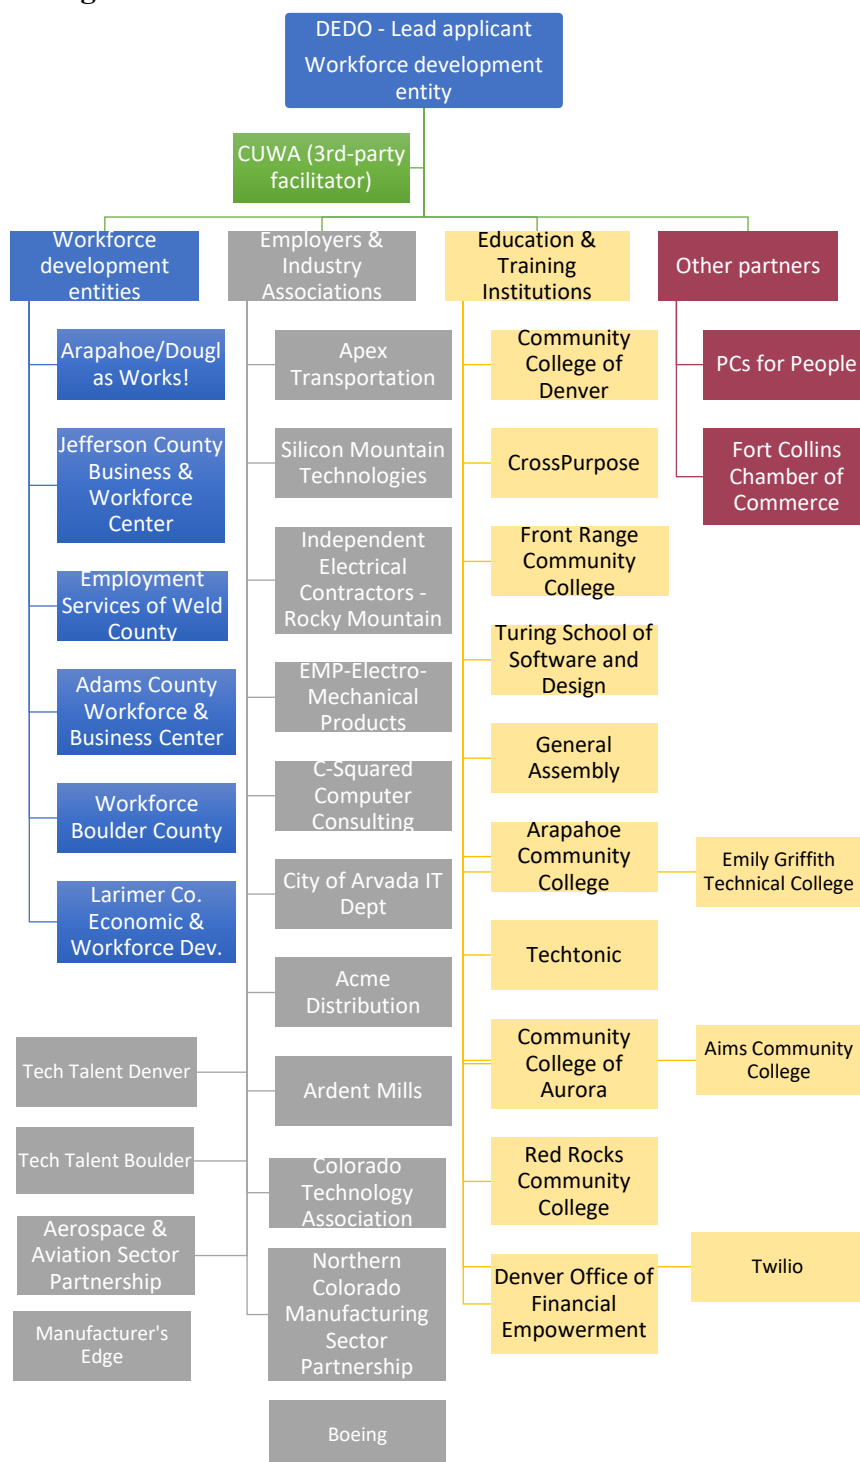 DEDO - Lead applicant
Workforce development
entity
CUWA (3rd-party
facilitator)
Workforce
development
entities
Arapahoe/Dougl
as Works!
Jefferson County
Business &
Workforce
Center
Employment
Services of Weld
County
Adams County
Workforce &
Business Center
Workforce
Boulder County
Larimer Co.
Economic &
Workforce Dev.
Employers &
Industry
Associations
Apex
Transportation
Silicon Mountain
Technologies
Independent
Electrical
Contractors -
Rocky Mountain
EMP-Electro-
Mechanical
Products
C-Squared
Computer
Consulting
City of Arvada IT
Dept
Acme
Distribution
Ardent Mills
Colorado
Technology
Association
Northern
Colorado
Manufacturing
Sector
Partnership
Boeing
Tech Talent Denver
Tech Talent Boulder
Aerospace &
Aviation Sector
Partnership
Manufacturer's
Edge
Education &
Training
Institutions
Community
College of
Denver
CrossPurpose
Front Range
Community
College
Turing School of
Software and
Design
General
Assembly
Arapahoe
Community
College
Emily Griffith
Technical College
Techtonic
Community
College of
Aurora
Aims Community
College
Red Rocks
Community
College
Denver Office of
Financial
Empowerment
Twilio
Other partners
PCs for People
Fort Collins
Chamber of
Commerce